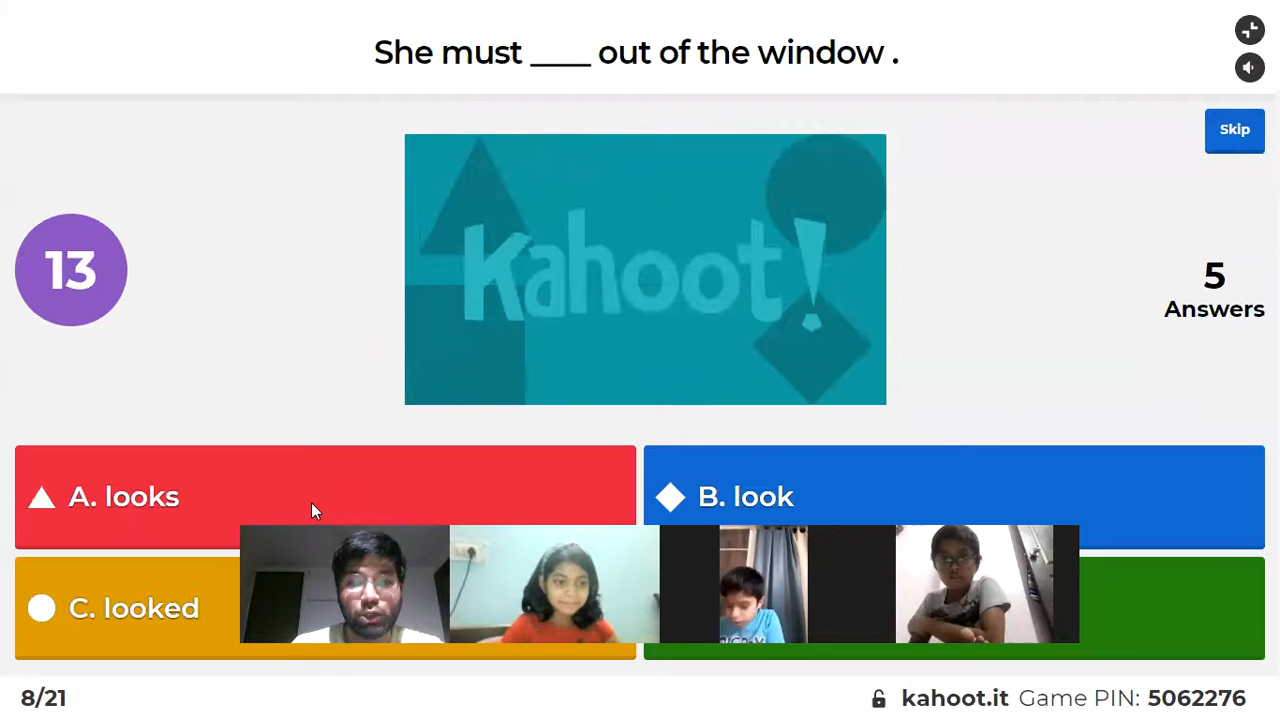 She must ____ out of the window .
Skip
Kahoot!
13
5
Answers
A. looks
B. look
C. looked
8/21
kahoot.it Game PIN: 5062276